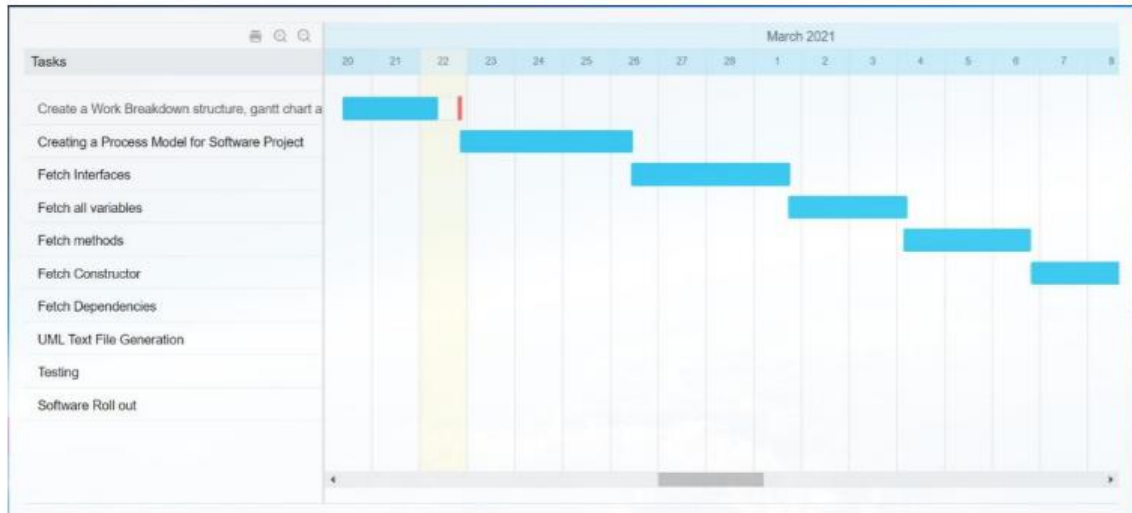 March 2021
Tasks 20 21 22 23 24 25 26 27 28 1 2 3 4 5 6 7 8
Create a Work Breakdown structure, gantt chart a
Creating a Process Model for Software Project
Fetch Interfaces
Fetch all variables
Fetch methods
Fetch Constructor
Fetch Dependencies
UML Text File Generation
Testing
Software Roll out